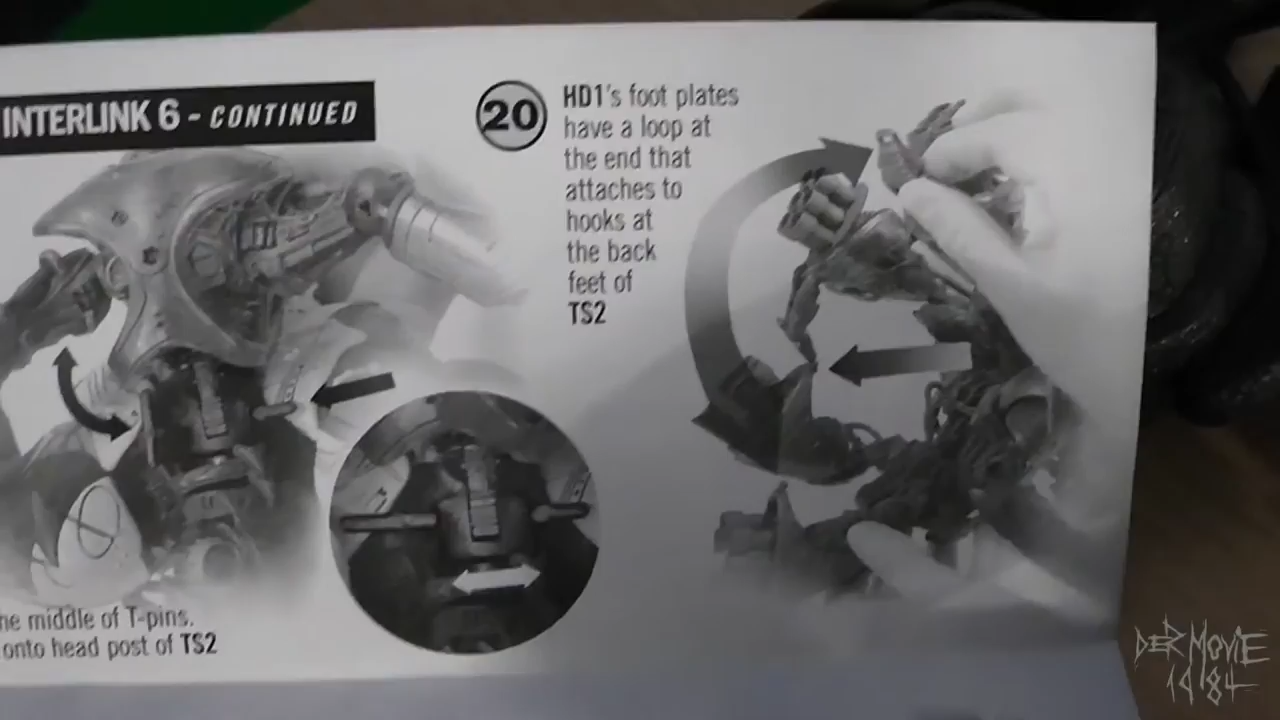 INTERLINK 6 - CONTINUED
20
HD1's foot plates
have a loop at
the end that
attaches to
hooks at
the back
feet of
TS2
he middle of T-pins.
onto head post of TS2
DER MOVIE
1984